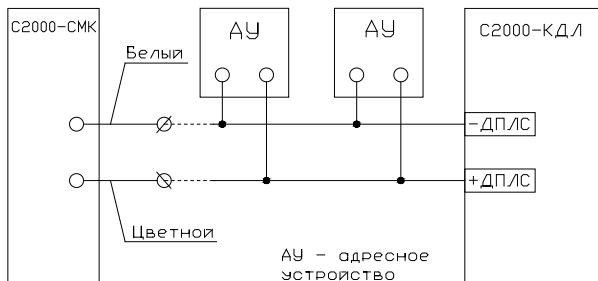 С2000-СМК
АУ
АУ
С2000-КДЛ
Белый
-ДПЛС
+ДПЛС
Цветной
АУ - адресное
устройство